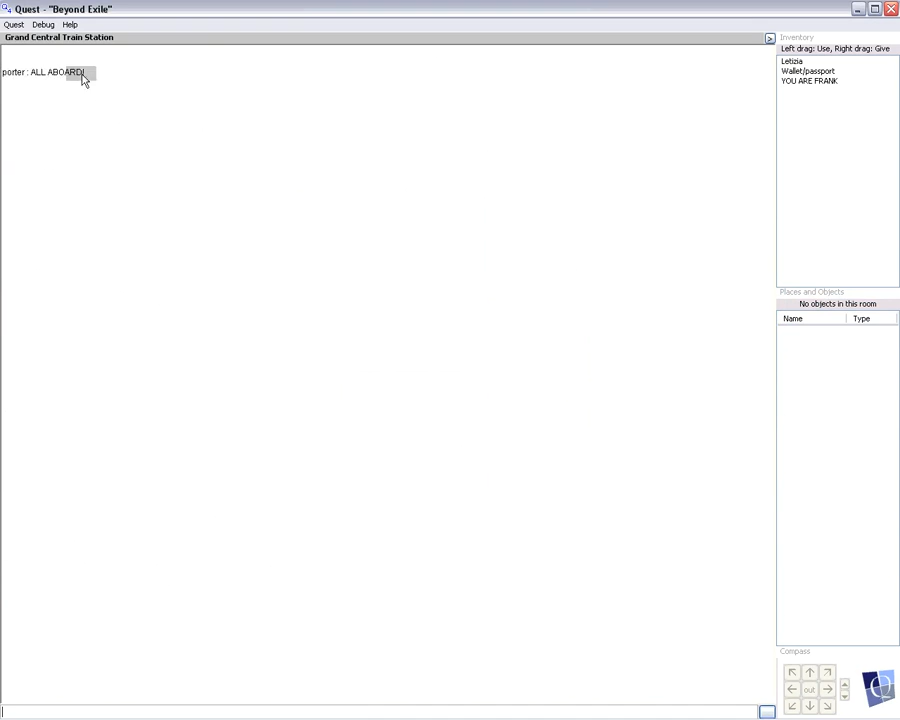 Quest - "Beyond Exile"
Quest Debug Help
Grand Central Train Station
>
Inventory
Left drag: Use, Right drag: Give
porter : ALL ABOARD!
Letizia
Wallet/passport
YOU ARE FRANK
Places and Objects
No objects in this room
Name Type
Compass
out